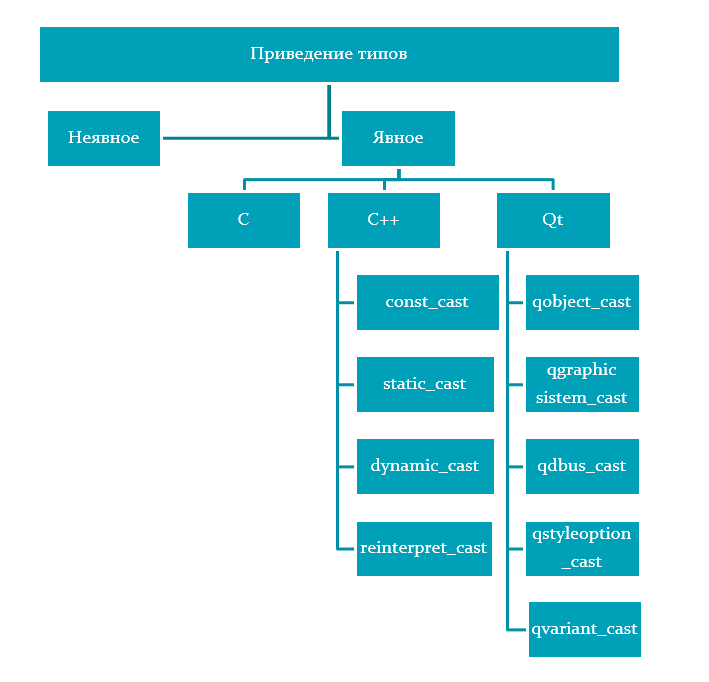 Приведение типов
Неявное
Явное
C
C++
Qt
const_cast
static_cast
dynamic_cast
reinterpret_cast
qobject_cast
qgraphic
sistem_cast
qdbus_cast
qstyleoption
_cast
qvariant_cast